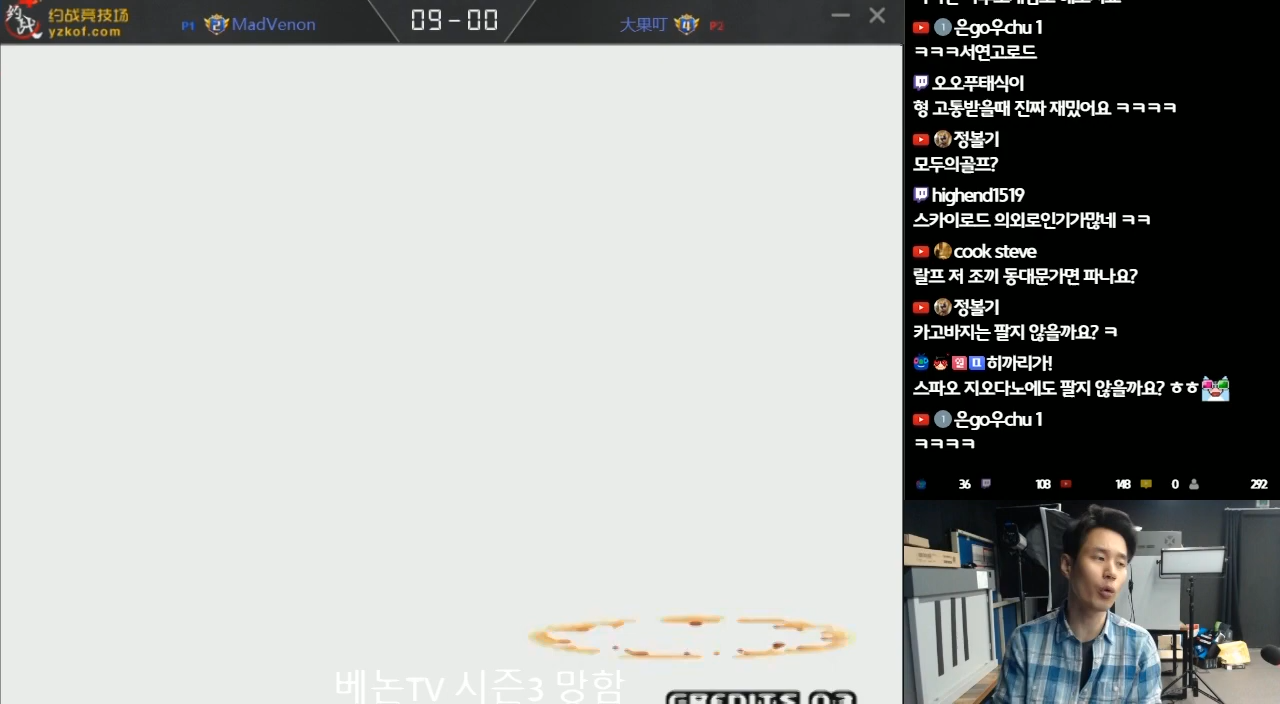 约战竞技场
yzkof.com
P1 2 MadVenon
09-00
大果叮 4 P2
은go우chu 1
ㅋㅋㅋ서연고로드
오오푸태식이
형 고통받을때 진짜 재밌어요 ㅋㅋㅋㅋ
정볼기
모두의골프?
highend1519
스카이로드 의외로인기가많네 ㅋㅋ
cook steve
랄프 저 조끼 동대문가면 파나요?
정볼기
카고바지는 팔지 않을까요? ㅋ
열 히까리가!
스파오 지오다노에도 팔지 않을까요? ㅎㅎ
은go우chu 1
ㅋㅋㅋㅋ
36 108 148 0 292
베논TV 시즌3 망함
CREDITS 03